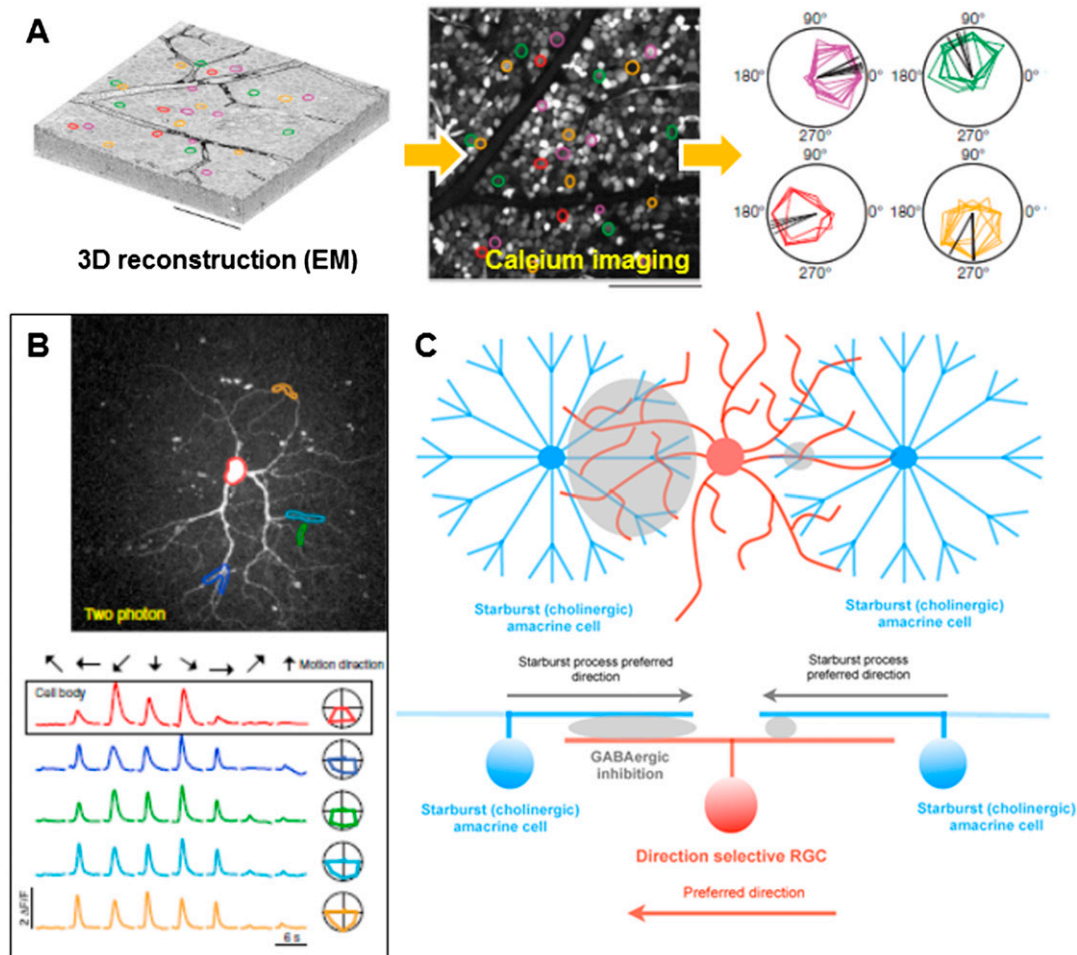 A
3D reconstruction (EM)
Calcium imaging
90°
180°
0°
270°
90°
180°
0°
270°
90°
180°
0°
270°
90°
180°
0°
270°
B
Two photon
Motion direction
Cell body
2 ΔF/F
6 s
C
Starburst (cholinergic)
amacrine cell
Starburst (cholinergic)
amacrine cell
Starburst process preferred
direction
Starburst process
preferred direction
GABAergic
inhibition
Starburst (cholinergic)
amacrine cell
Starburst (cholinergic)
amacrine cell
Direction selective RGC
Preferred direction